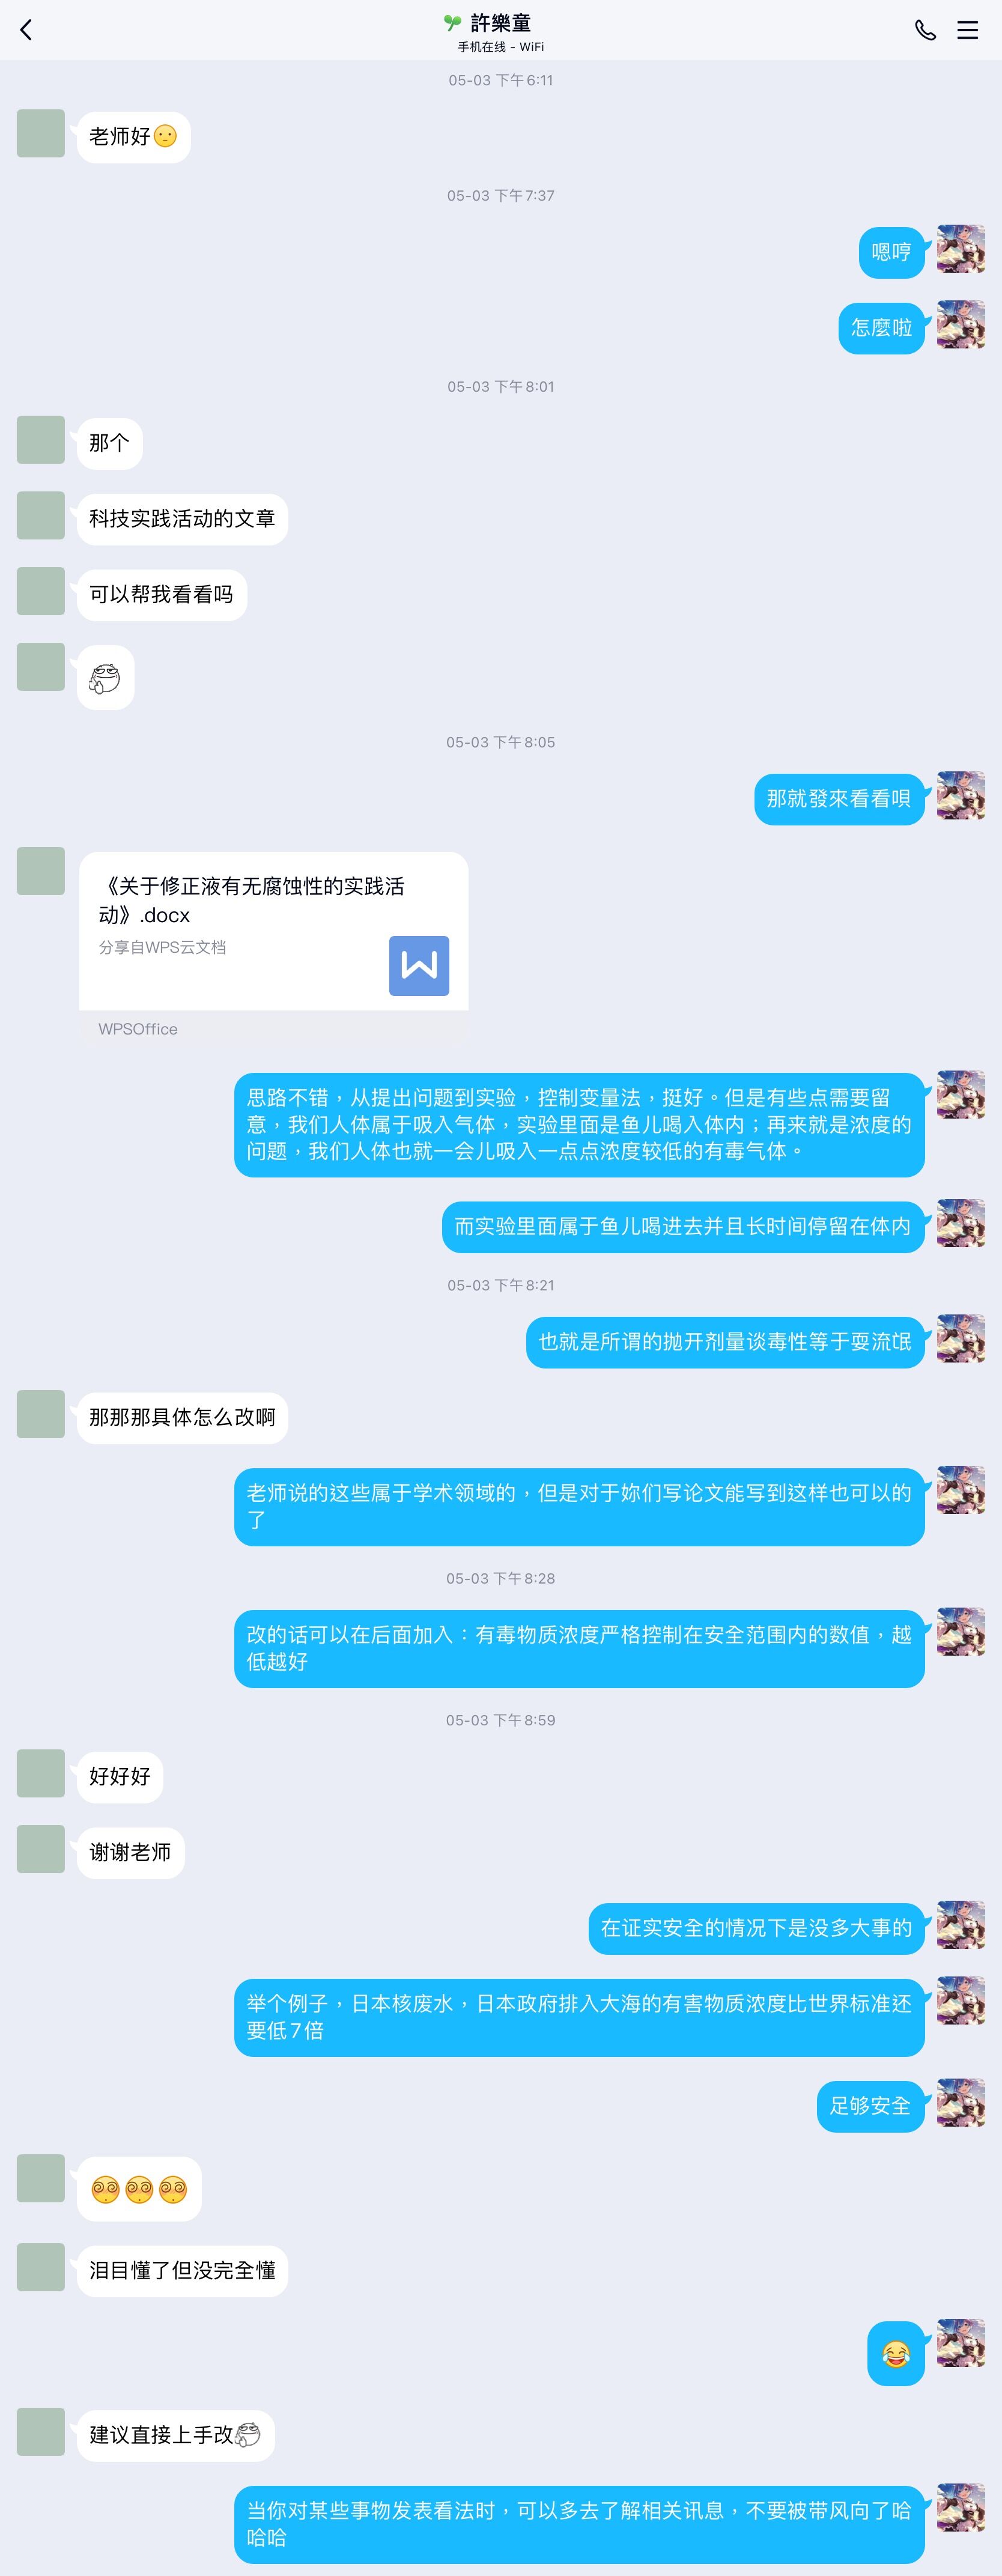 許樂童
手机在线 - WiFi
05-03 下午6:11
老师好
05-03 下午7:37
嗯哼
怎麼啦
05-03 下午8:01
那个
科技实践活动的文章
可以帮我看看吗
05-03 下午8:05
那就發來看看唄
《关于修正液有无腐蚀性的实践活
动》.docx
分享自WPS云文档
WPSOffice
思路不错，从提出问题到实验，控制变量法，挺好。但是有些点需要留
意，我们人体属于吸入气体，实验里面是鱼儿喝入体内；再来就是浓度的
问题，我们人体也就一会儿吸入一点点浓度较低的有毒气体。
而实验里面属于鱼儿喝进去并且长时间停留在体内
05-03 下午8:21
也就是所谓的抛开剂量谈毒性等于耍流氓
那那那具体怎么改啊
老师说的这些属于学术领域的，但是对于妳们写论文能写到这样也可以的
了
05-03 下午8:28
改的话可以在后面加入：有毒物质浓度严格控制在安全范围内的数值，越
低越好
05-03 下午8:59
好好好
谢谢老师
在证实安全的情况下是没多大事的
举个例子，日本核废水，日本政府排入大海的有害物质浓度比世界标准还
要低7倍
足够安全
泪目懂了但没完全懂
建议直接上手改
当你对某些事物发表看法时，可以多去了解相关讯息，不要被带风向了哈
哈哈